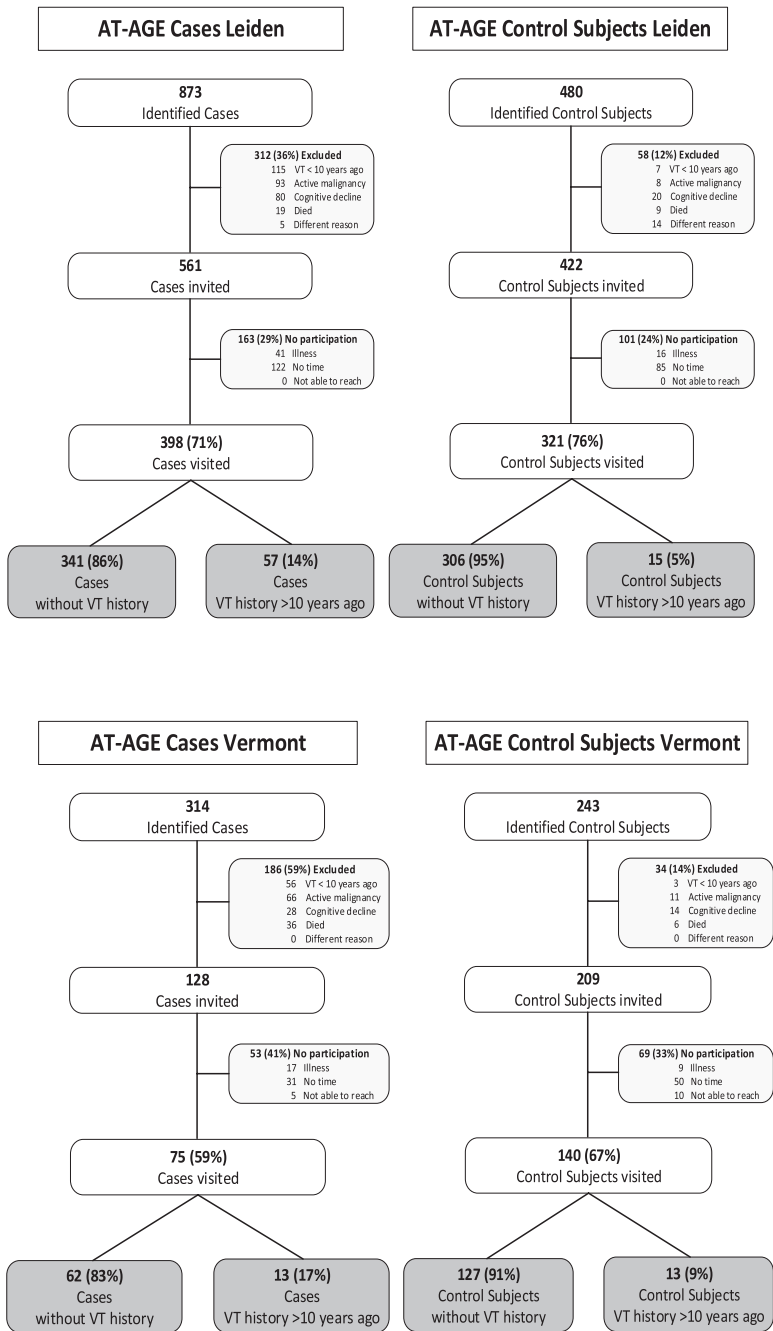 AT-AGE Cases Leiden
873
Identified Cases
312 (36%) Excluded
115 VT < 10 years ago
93 Active malignancy
80 Cognitive decline
19 Died
5 Different reason
561
Cases invited
163 (29%) No participation
41 Illness
122 No time
0 Not able to reach
398 (71%)
Cases visited
341 (86%)
Cases
without VT history
57 (14%)
Cases
VT history >10 years ago
AT-AGE Control Subjects Leiden
480
Identified Control Subjects
58 (12%) Excluded
7 VT < 10 years ago
8 Active malignancy
20 Cognitive decline
9 Died
14 Different reason
422
Control Subjects invited
101 (24%) No participation
16 Illness
85 No time
0 Not able to reach
321 (76%)
Control Subjects visited
306 (95%)
Control Subjects
without VT history
15 (5%)
Control Subjects
VT history >10 years ago
AT-AGE Cases Vermont
314
Identified Cases
186 (59%) Excluded
56 VT < 10 years ago
66 Active malignancy
28 Cognitive decline
36 Died
0 Different reason
128
Cases invited
53 (41%) No participation
17 Illness
31 No time
5 Not able to reach
75 (59%)
Cases visited
62 (83%)
Cases
without VT history
13 (17%)
Cases
VT history >10 years ago
AT-AGE Control Subjects Vermont
243
Identified Control Subjects
34 (14%) Excluded
3 VT < 10 years ago
11 Active malignancy
14 Cognitive decline
6 Died
0 Different reason
209
Control Subjects invited
69 (33%) No participation
9 Illness
50 No time
10 Not able to reach
140 (67%)
Control Subjects visited
127 (91%)
Control Subjects
without VT history
13 (9%)
Control Subjects
VT history >10 years ago